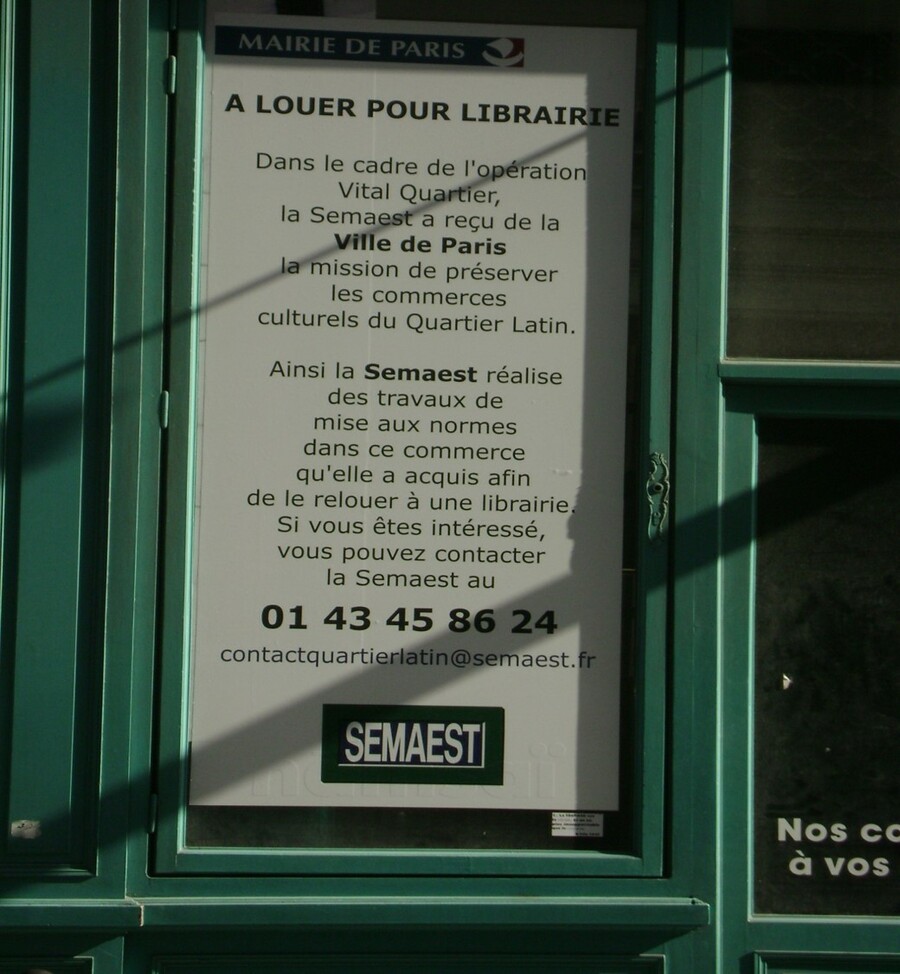 MAIRIE DE PARIS
A LOUER POUR LIBRAIRIE
Dans le cadre de l'opération
Vital Quartier,
la Semaest a reçu de la
Ville de Paris
la mission de préserver
les commerces
culturels du Quartier Latin.
Ainsi la Semaest réalise
des travaux de
mise aux normes
dans ce commerce
qu'elle a acquis afin
de le relouer à une librairie.
Si vous êtes intéressé,
vous pouvez contacter
la Semaest au
01 43 45 86 24
contactquartierlatin@semaest.fr
SEMAEST
Nos co
à vos